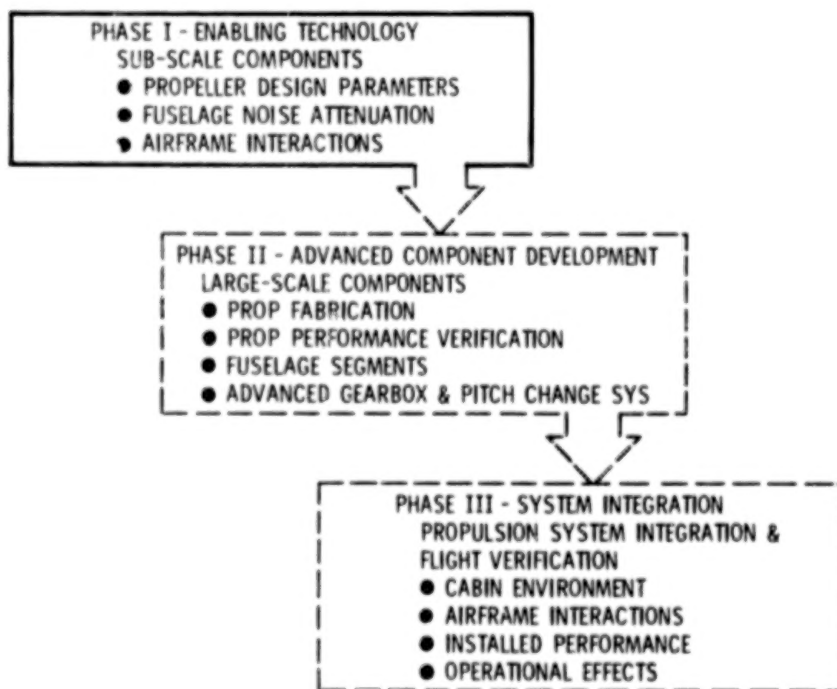 PHASE I - ENABLING TECHNOLOGY
SUB-SCALE COMPONENTS
● PROPELLER DESIGN PARAMETERS
● FUSELAGE NOISE ATTENUATION
● AIRFRAME INTERACTIONS
PHASE II - ADVANCED COMPONENT DEVELOPMENT
LARGE-SCALE COMPONENTS
● PROP FABRICATION
● PROP PERFORMANCE VERIFICATION
● FUSELAGE SEGMENTS
● ADVANCED GEARBOX & PITCH CHANGE SYS
PHASE III - SYSTEM INTEGRATION
PROPULSION SYSTEM INTEGRATION &
FLIGHT VERIFICATION
● CABIN ENVIRONMENT
● AIRFRAME INTERACTIONS
● INSTALLED PERFORMANCE
● OPERATIONAL EFFECTS